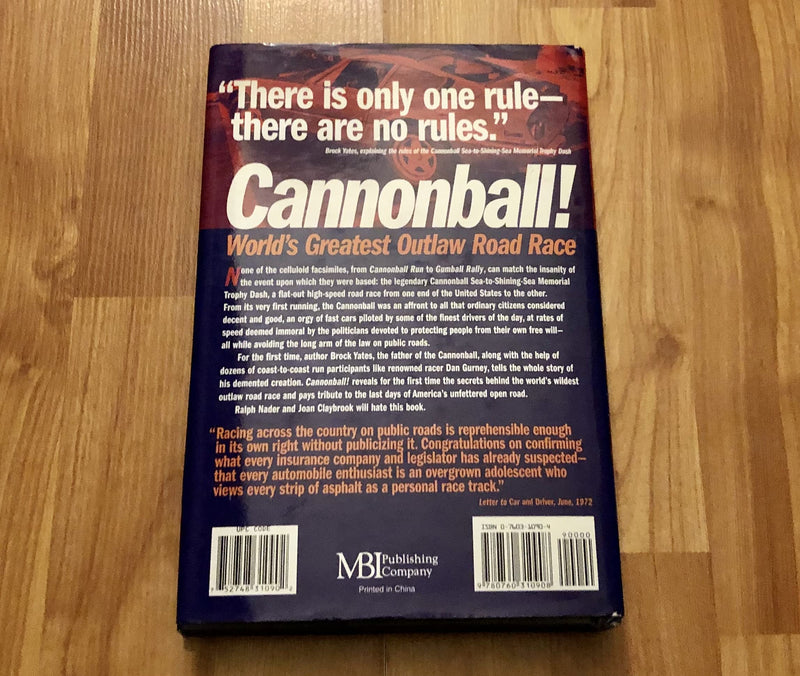 “There is only one rule—
there are no rules.”
Brock Yates, explaining the rules of the Cannonball Sea-to-Shining-Sea Memorial Trophy Dash
Cannonball!
World's Greatest Outlaw Road Race
None of the celluloid facsimiles, from Cannonball Run to Gumball Rally, can match the insanity of
the event upon which they were based: the legendary Cannonball Sea-to-Shining-Sea Memorial
Trophy Dash, a flat-out high-speed road race from one end of the United States to the other.
From its very first running, the Cannonball was an affront to all that ordinary citizens considered
decent and good, an orgy of fast cars piloted by some of the finest drivers of the day, at rates of
speed deemed immoral by the politicians devoted to protecting people from their own free will—
all while avoiding the long arm of the law on public roads.
For the first time, author Brock Yates, the father of the Cannonball, along with the help of
dozens of coast-to-coast run participants like renowned racer Dan Gurney, tells the whole story of
his demented creation. Cannonball! reveals for the first time the secrets behind the world's wildest
outlaw road race and pays tribute to the last days of America's unfettered open road.
Ralph Nader and Joan Claybrook will hate this book.
“Racing across the country on public roads is reprehensible enough
in its own right without publicizing it. Congratulations on confirming
what every insurance company and legislator has already suspected—
that every automobile enthusiast is an overgrown adolescent who
views every strip of asphalt as a personal race track.”
Letter to Car and Driver, June, 1972
UPC CODE
52748 31090 2
MBI Publishing
Company
Printed in China
ISBN 0-7603-1090-4
90000
9 780760 310908